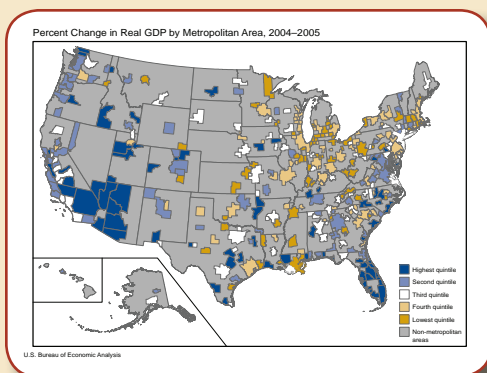 Percent Change in Real GDP by Metropolitan Area, 2004–2005
Highest quintile
Second quintile
Third quintile
Fourth quintile
Lowest quintile
Non-metropolitan
areas
U.S. Bureau of Economic Analysis